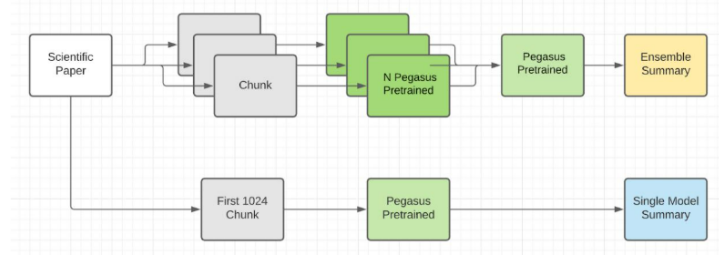 Scientific
Paper
Chunk
N Pegasus
Pretrained
Pegasus
Pretrained
Ensemble
Summary
First 1024
Chunk
Pegasus
Pretrained
Single Model
Summary